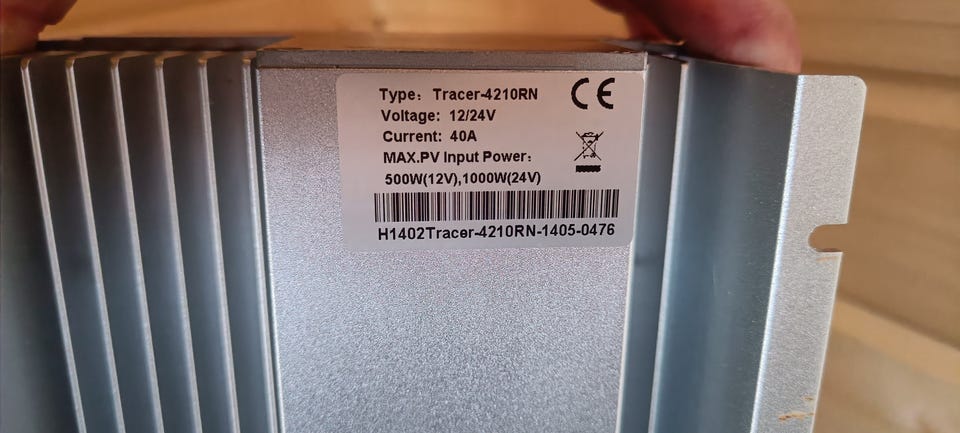 Type: Tracer-4210RN
CE
Voltage: 12/24V
Current: 40A
MAX.PV Input Power:
500W(12V),1000W(24V)
H1402Tracer-4210RN-1405-0476